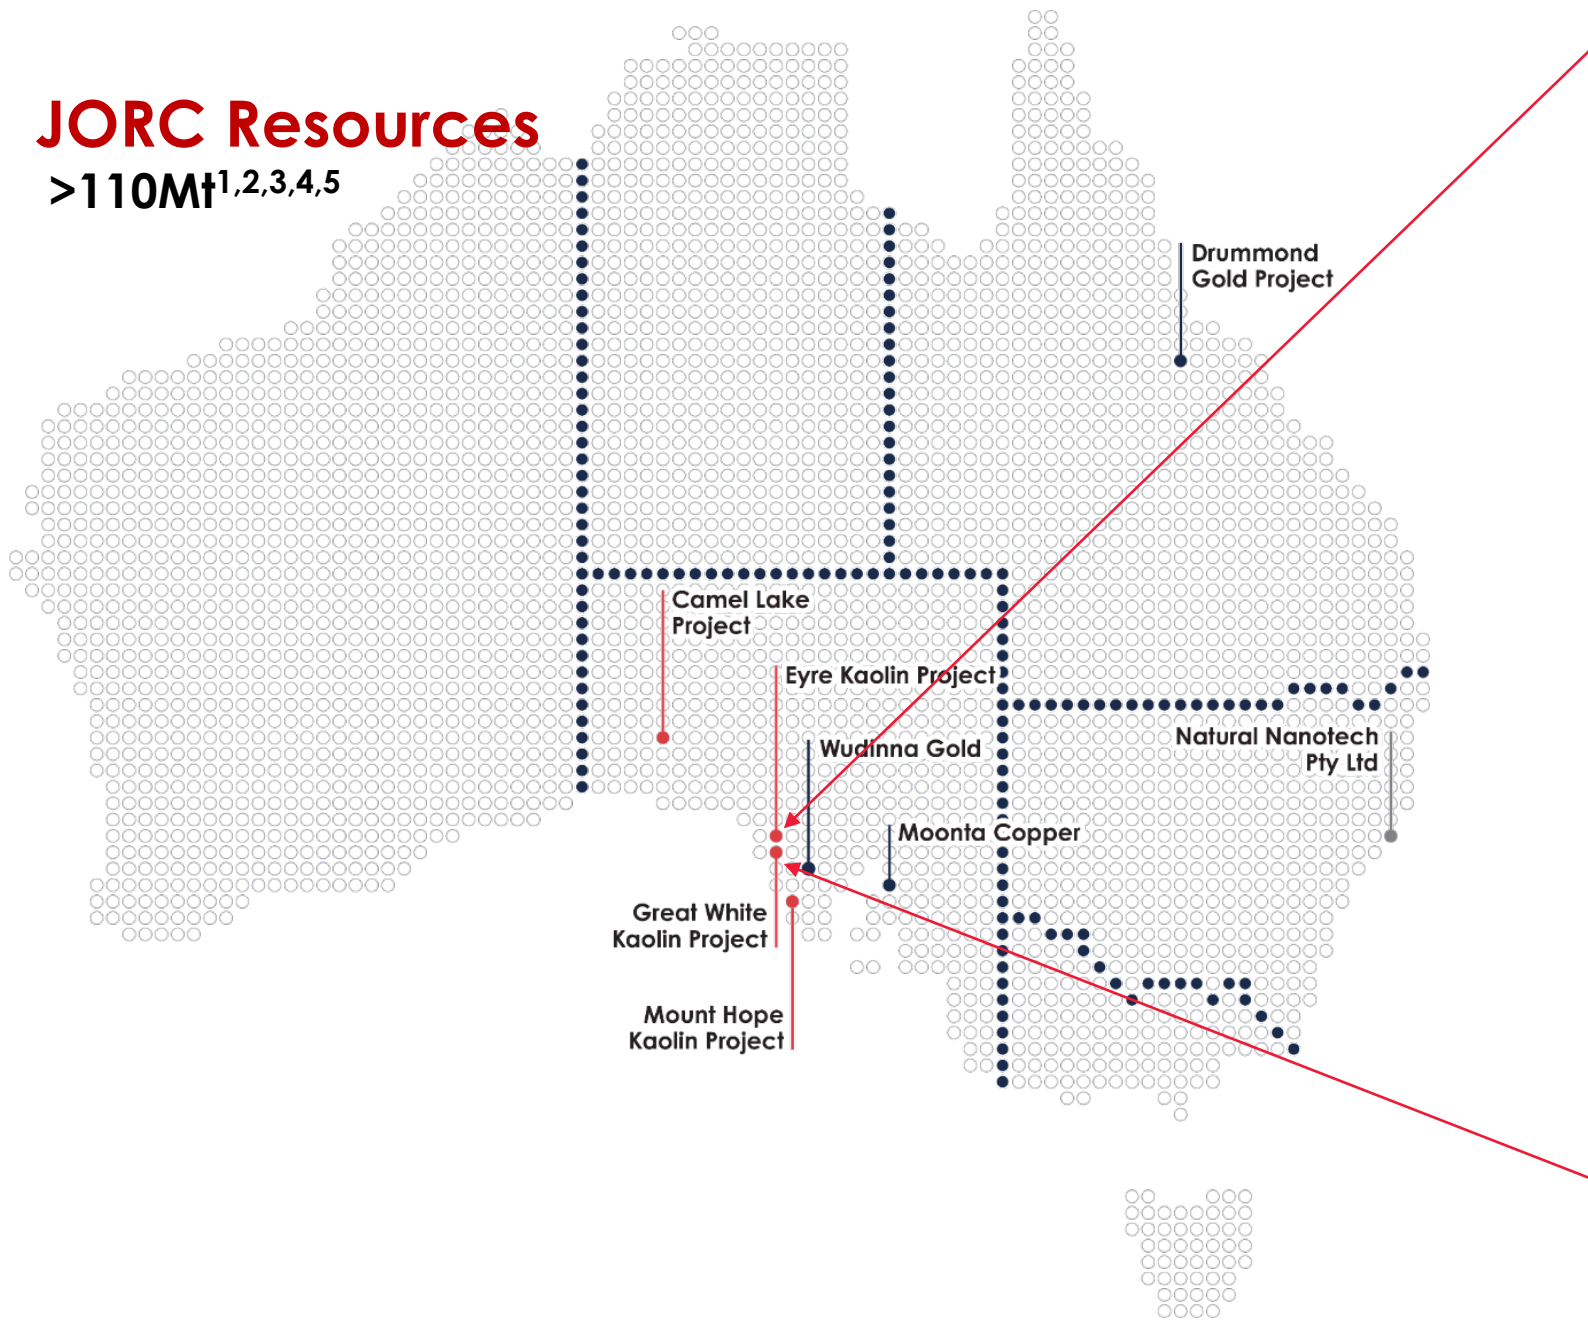 JORC Resources
>110Mt1,2,3,4,5
Drummond
Gold Project
Camel Lake
Project
Eyre Kaolin Project
Wudinna Gold
Natural Nanotech
Pty Ltd
Moonta Copper
Great White
Kaolin Project
Mount Hope
Kaolin Project